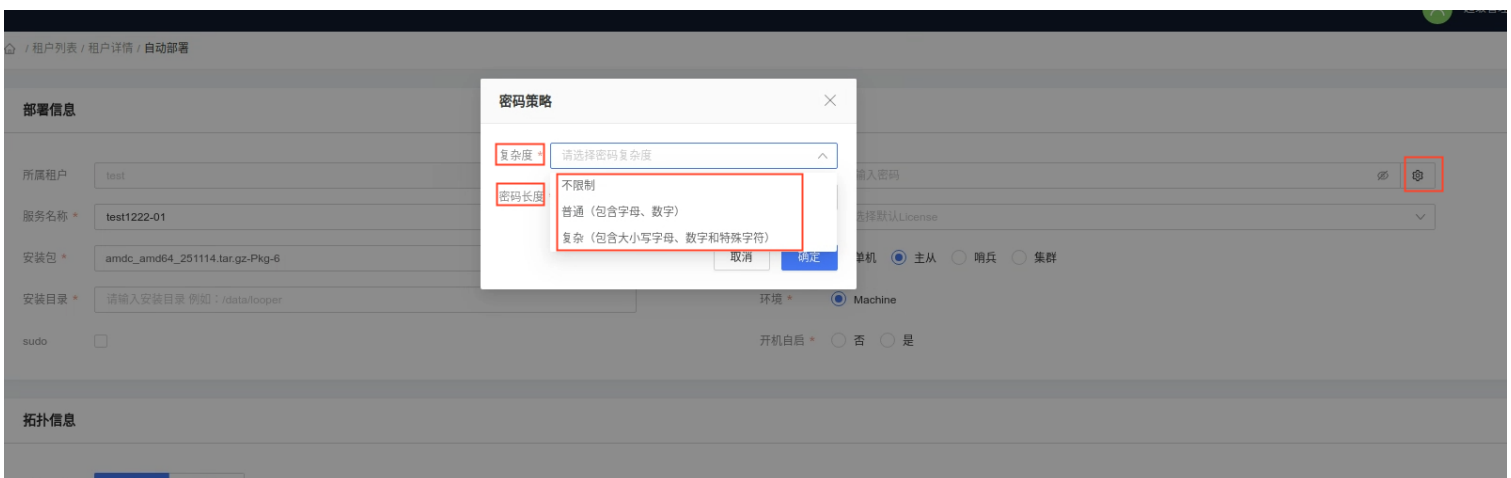 / 租户列表 / 租户详情 / 自动部署
部署信息
密码策略
复杂度 * 请选择密码复杂度
密码长度
不限制
普通（包含字母、数字）
复杂（包含大小写字母、数字和特殊字符）
取消 确定
所属租户 test
输入密码
服务名称 * test1222-01
选择默认License
安装包 * amdc_amd64_251114.tar.gz-Pkg-6
单机 主从 哨兵 集群
安装目录 * 请输入安装目录 例如：/data/looper
环境 * Machine
sudo
开机自启 * 否 是
拓扑信息